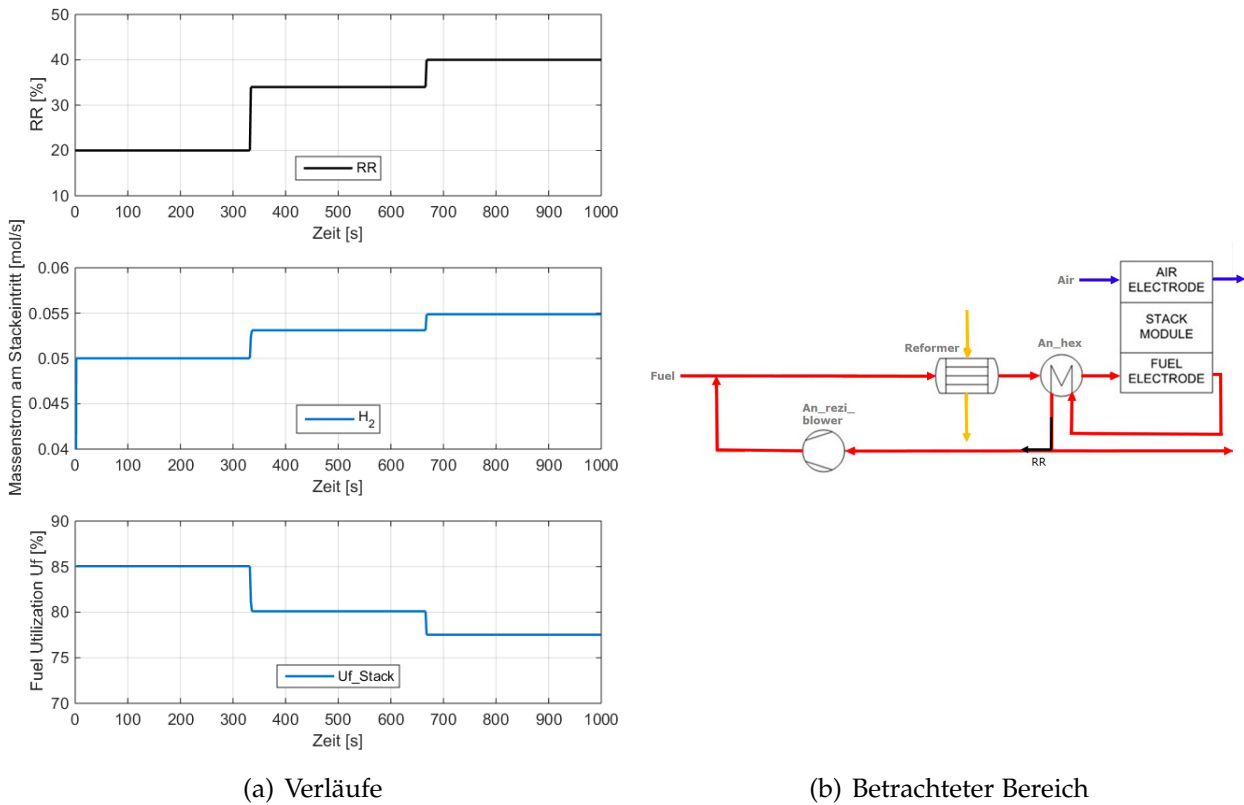 50
40
30
20
10
RR [%]
RR
0 100 200 300 400 500 600 700 800 900 1000
Zeit [s]
0.06
0.055
0.05
0.045
0.04
Massenstrom am Stackeintritt [mol/s]
H2
0 100 200 300 400 500 600 700 800 900 1000
Zeit [s]
90
85
80
75
70
Fuel Utilization Uf [%]
Uf_Stack
0 100 200 300 400 500 600 700 800 900 1000
Zeit [s]
(a) Verläufe
Air
AIR
ELECTRODE
STACK
MODULE
FUEL
ELECTRODE
An_hex
Reformer
Fuel
An_rezi_
blower
RR
(b) Betrachteter Bereich